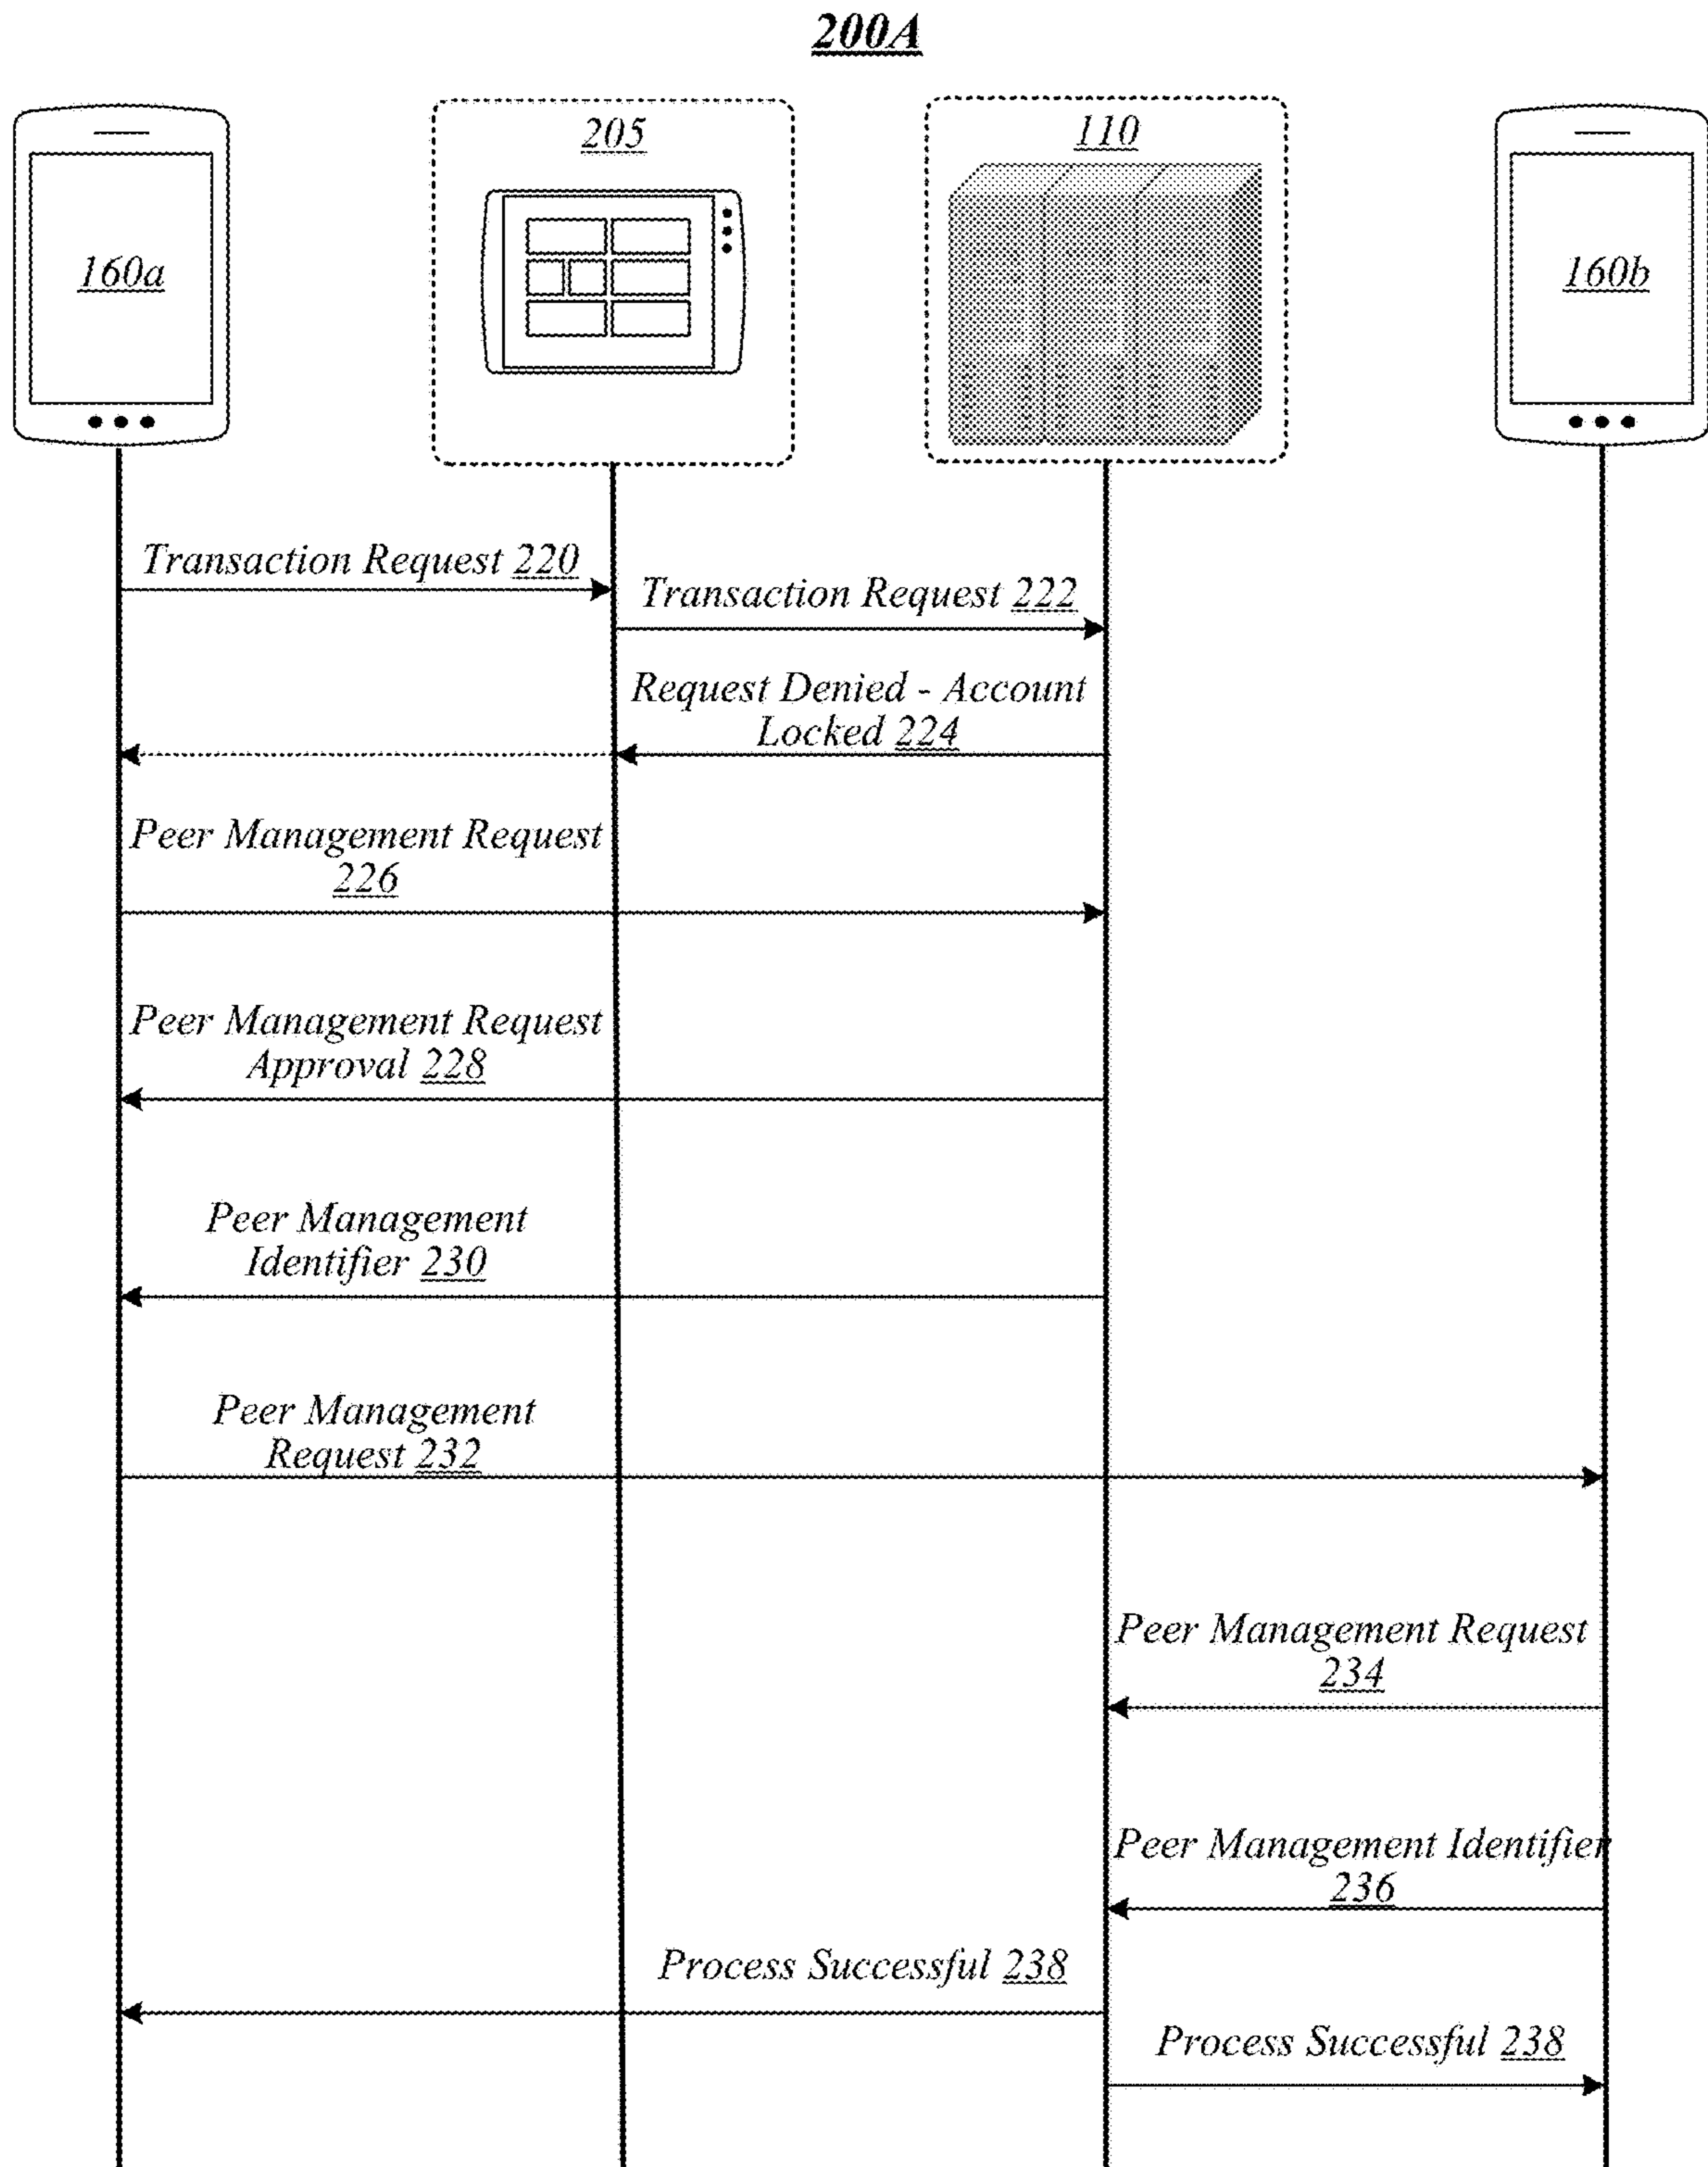 200A
160a
205
110
160b
Transaction Request 220
Transaction Request 222
Request Denied - Account
Locked 224
Peer Management Request
226
Peer Management Request
Approval 228
Peer Management
Identifier 230
Peer Management
Request 232
Peer Management Request
234
Peer Management Identifier
236
Process Successful 238
Process Successful 238